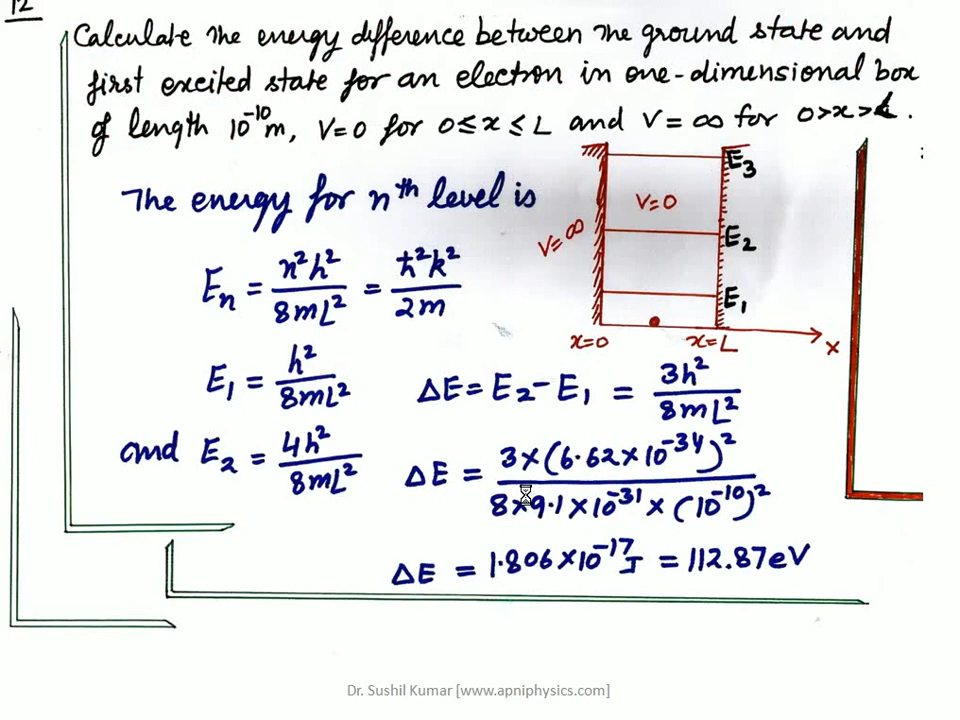 12
Calculate the energy difference between the ground state and
first excited state for an electron in one-dimensional box
of length 10⁻¹⁰m, V=0 for 0≤x≤L and V=∞ for 0>x>L.
The energy for nᵗʰ level is
Eₙ = n²h²/8mL² = ħ²k²/2m
E₁ = h²/8mL²
and E₂ = 4h²/8mL²
V=∞
V=0
E₃
E₂
E₁
x=0
x=L
x
ΔE = E₂-E₁ = 3h²/8mL²
ΔE = 3×(6.62×10⁻³⁴)²/8×9.1×10⁻³¹×(10⁻¹⁰)²
ΔE = 1.806×10⁻¹⁷J = 112.87eV
Dr. Sushil Kumar [www.apniphysics.com]